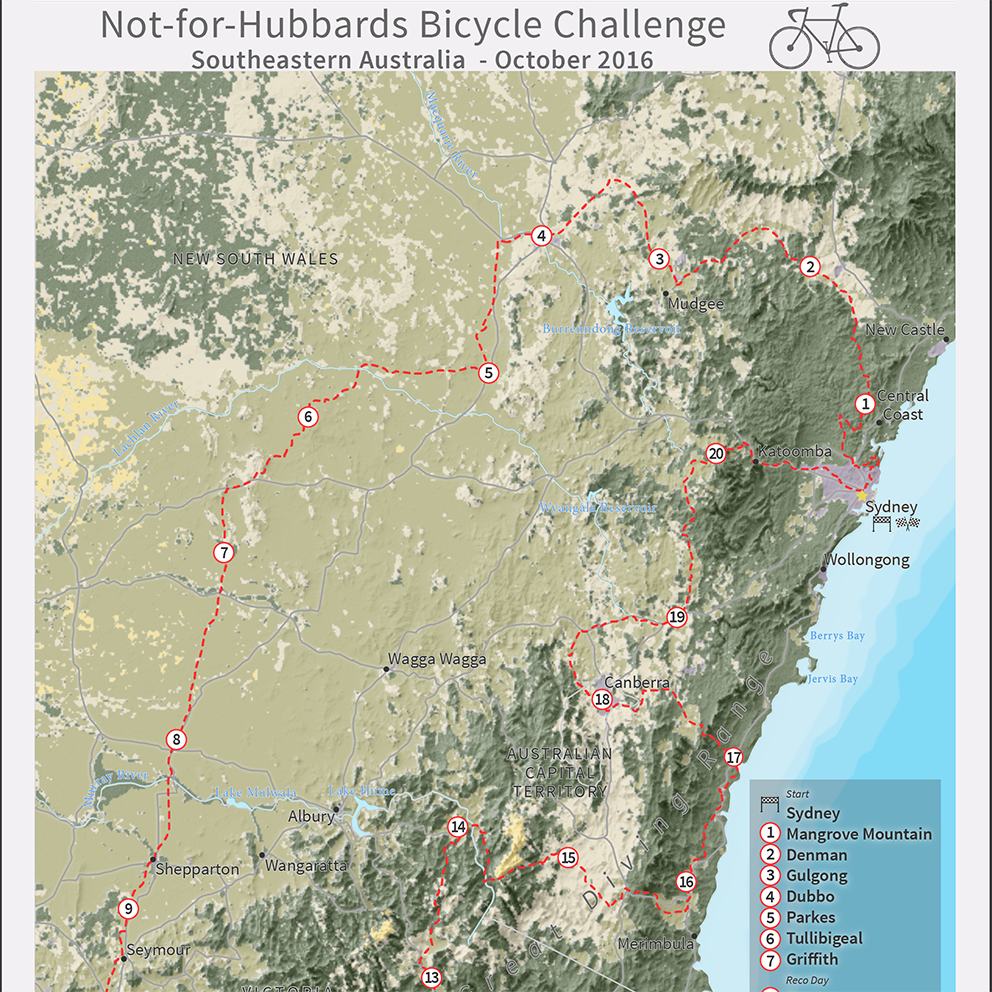 Not-for-Hubbards Bicycle Challenge
Southeastern Australia - October 2016
Macquarie River
4
NEW SOUTH WALES
3
2
Mudgee
Burrendong Reservoir
New Castle
5
1
Central
Coast
6
Lachlan River
20
Katoomba
Wyangala Reservoir
Sydney
7
Wollongong
19
Berrys Bay
Wagga Wagga
Jervis Bay
Canberra
18
8
AUSTRALIAN
CAPITAL
TERRITORY
17
Murray River
Lake Mulwala
Lake Hume
Albury
14
Great Dividing Range
Shepparton
Wangaratta
15
16
9
Seymour
Merimbula
13
VICTORIA
Start
Sydney
1 Mangrove Mountain
2 Denman
3 Gulgong
4 Dubbo
5 Parkes
6 Tullibigeal
7 Griffith
Reco Day